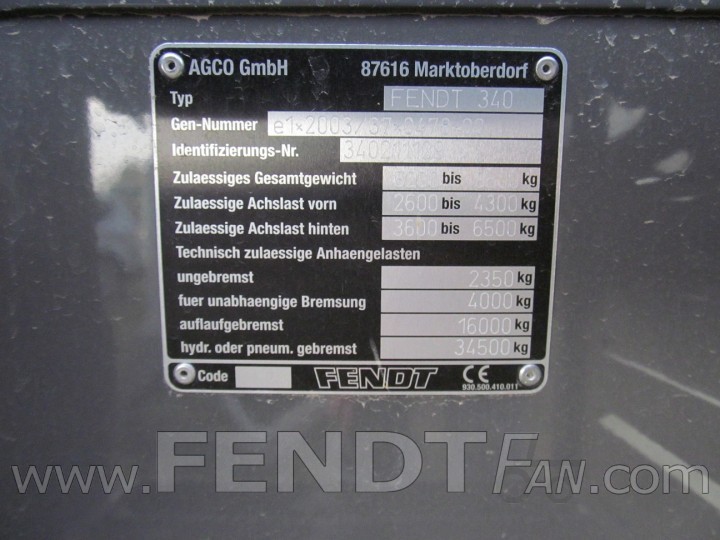 AGCO GmbH 87616 Marktoberdorf
Typ FENDT 340
Gen-Nummer
Identifizierungs-Nr.
Zulaessiges Gesamtgewicht bis kg
Zulaessige Achslast vorn 2600 bis 4300 kg
Zulaessige Achslast hinten 3600 bis 6500 kg
Technisch zulaessige Anhaengelasten
ungebremst 2350 kg
fuer unabhaengige Bremsung 4000 kg
auflaufgebremst 16000 kg
hydr. oder pneum. gebremst 34500 kg
Code FENDT CE
930.500.410.011
www.FENDTFAN.com